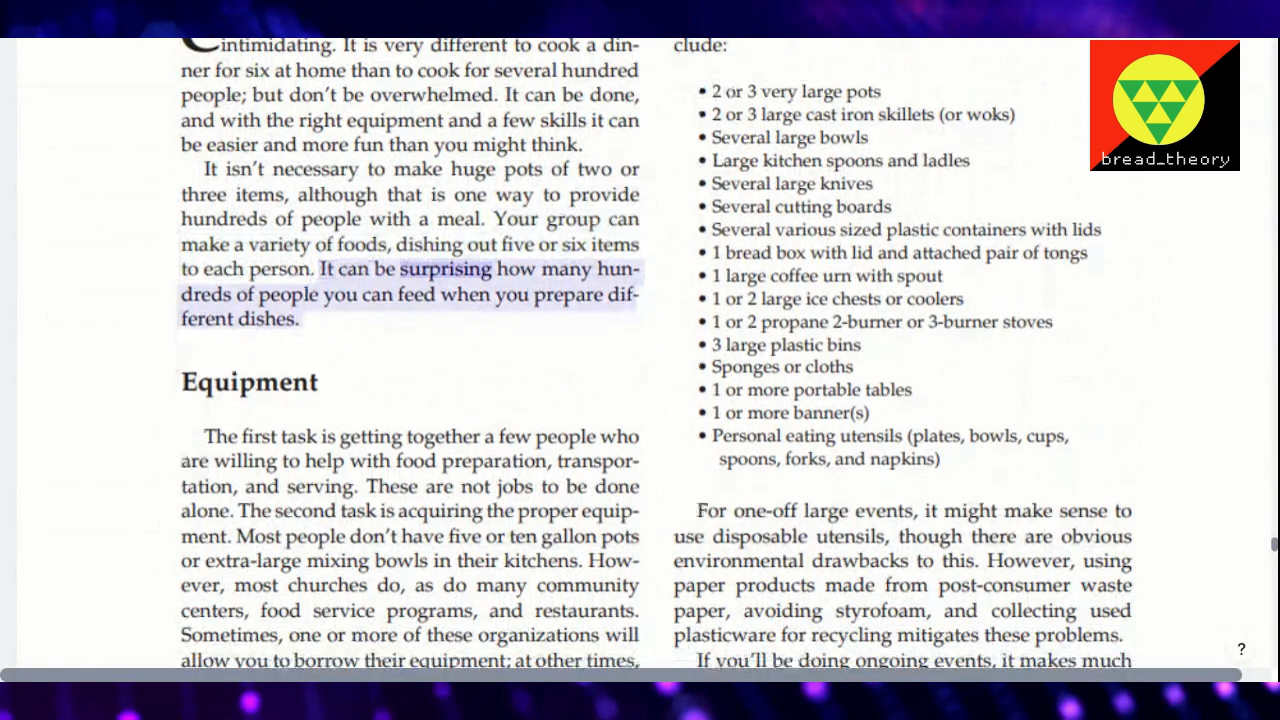 intimidating. It is very different to cook a din-
ner for six at home than to cook for several hundred
people; but don't be overwhelmed. It can be done,
and with the right equipment and a few skills it can
be easier and more fun than you might think.
It isn't necessary to make huge pots of two or
three items, although that is one way to provide
hundreds of people with a meal. Your group can
make a variety of foods, dishing out five or six items
to each person. It can be surprising how many hun-
dreds of people you can feed when you prepare dif-
ferent dishes.
Equipment
The first task is getting together a few people who
are willing to help with food preparation, transpor-
tation, and serving. These are not jobs to be done
alone. The second task is acquiring the proper equip-
ment. Most people don't have five or ten gallon pots
or extra-large mixing bowls in their kitchens. How-
ever, most churches do, as do many community
centers, food service programs, and restaurants.
Sometimes, one or more of these organizations will
allow you to borrow their equipment; at other times,
clude:
• 2 or 3 very large pots
• 2 or 3 large cast iron skillets (or woks)
• Several large bowls
• Large kitchen spoons and ladles
• Several large knives
• Several cutting boards
• Several various sized plastic containers with lids
• 1 bread box with lid and attached pair of tongs
• 1 large coffee urn with spout
• 1 or 2 large ice chests or coolers
• 1 or 2 propane 2-burner or 3-burner stoves
• 3 large plastic bins
• Sponges or cloths
• 1 or more portable tables
• 1 or more banner(s)
• Personal eating utensils (plates, bowls, cups,
spoons, forks, and napkins)
For one-off large events, it might make sense to
use disposable utensils, though there are obvious
environmental drawbacks to this. However, using
paper products made from post-consumer waste
paper, avoiding styrofoam, and collecting used
plasticware for recycling mitigates these problems.
If you'll be doing ongoing events, it makes much
bread_theory
?